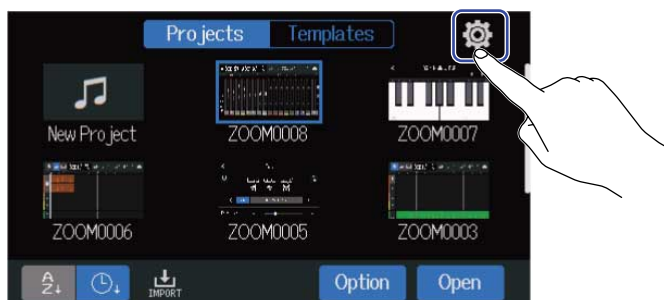 Projects Templates
New Project ZOOM0008 ZOOM0007
ZOOM0006 ZOOM0005 ZOOM0003
A Z↓ IMPORT Option Open